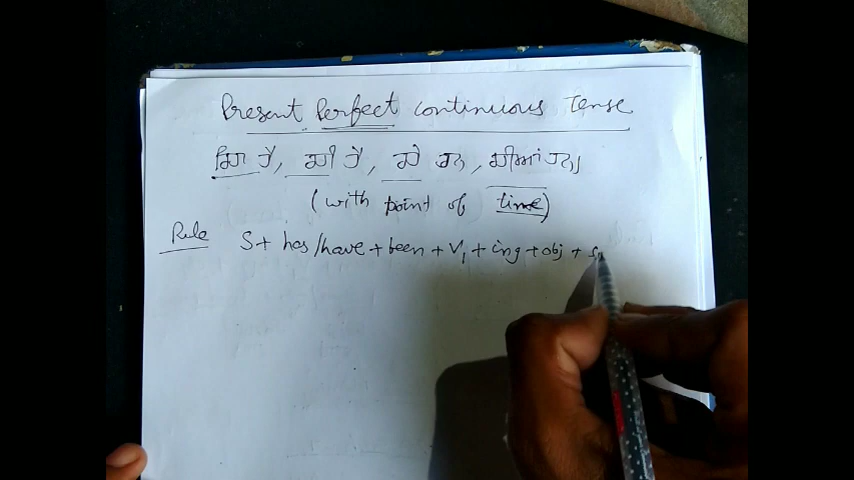 Present Perfect continuous Tense
ਰਿਹਾ ਹੈ, ਰਹੀ ਹੈ, ਰਹੇ ਹਨ, ਰਹੀਆਂ ਹਨ।
(with point of time)
Rule S + has/have + been + V1 + ing + obj +